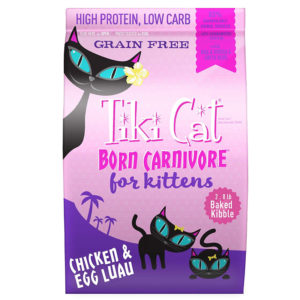 HIGH PROTEIN, LOW CARB
GRAIN FREE
Tiki Cat
BORN CARNIVORE
for kittens
Baked
Kibble
CHICKEN &
EGG LUAU